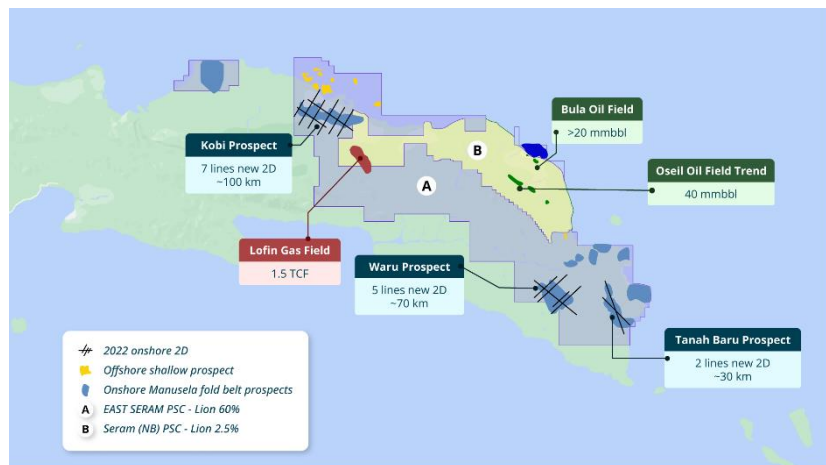 Bula Oil Field
>20 mmbbl
B
Kobi Prospect
7 lines new 2D
~100 km
Oseil Oil Field Trend
40 mmbbl
A
Lofin Gas Field
1.5 TCF
Waru Prospect
5 lines new 2D
~70 km
Tanah Baru Prospect
2 lines new 2D
~30 km
2022 onshore 2D
Offshore shallow prospect
Onshore Manusela fold belt prospects
A EAST SERAM PSC - Lion 60%
B Seram (NB) PSC - Lion 2.5%